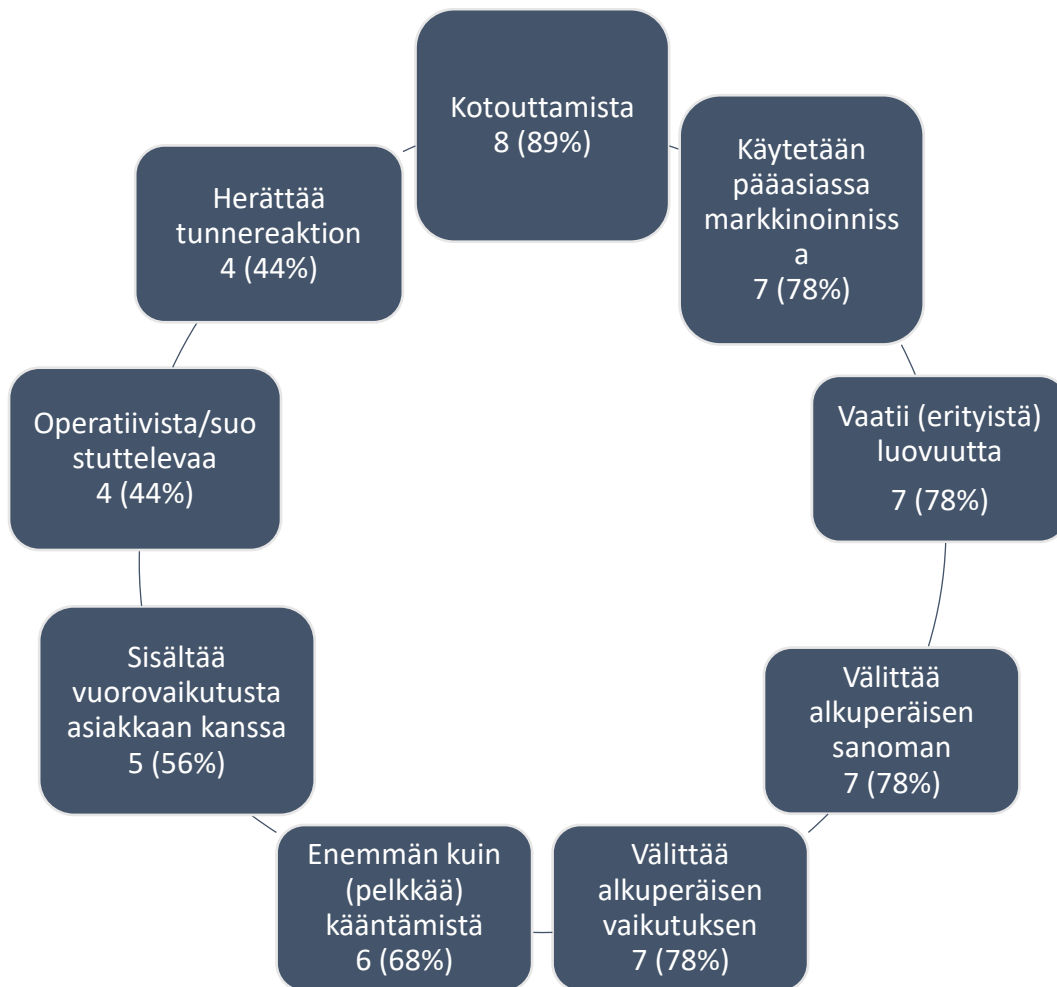 Kotouttamista
8 (89%)
Käytetään
pääasiassa
markkinoinniss
a
7 (78%)
Vaatii (erityistä)
luovuutta
7 (78%)
Välittää
alkuperäisen
sanoman
7 (78%)
Välittää
alkuperäisen
vaikutuksen
7 (78%)
Enemmän kuin
(pelkkää)
kääntämistä
6 (68%)
Sisältää
vuorovaikutusta
asiakkaan kanssa
5 (56%)
Operatiivista/suo
stuttelevaa
4 (44%)
Herättää
tunnereaktion
4 (44%)